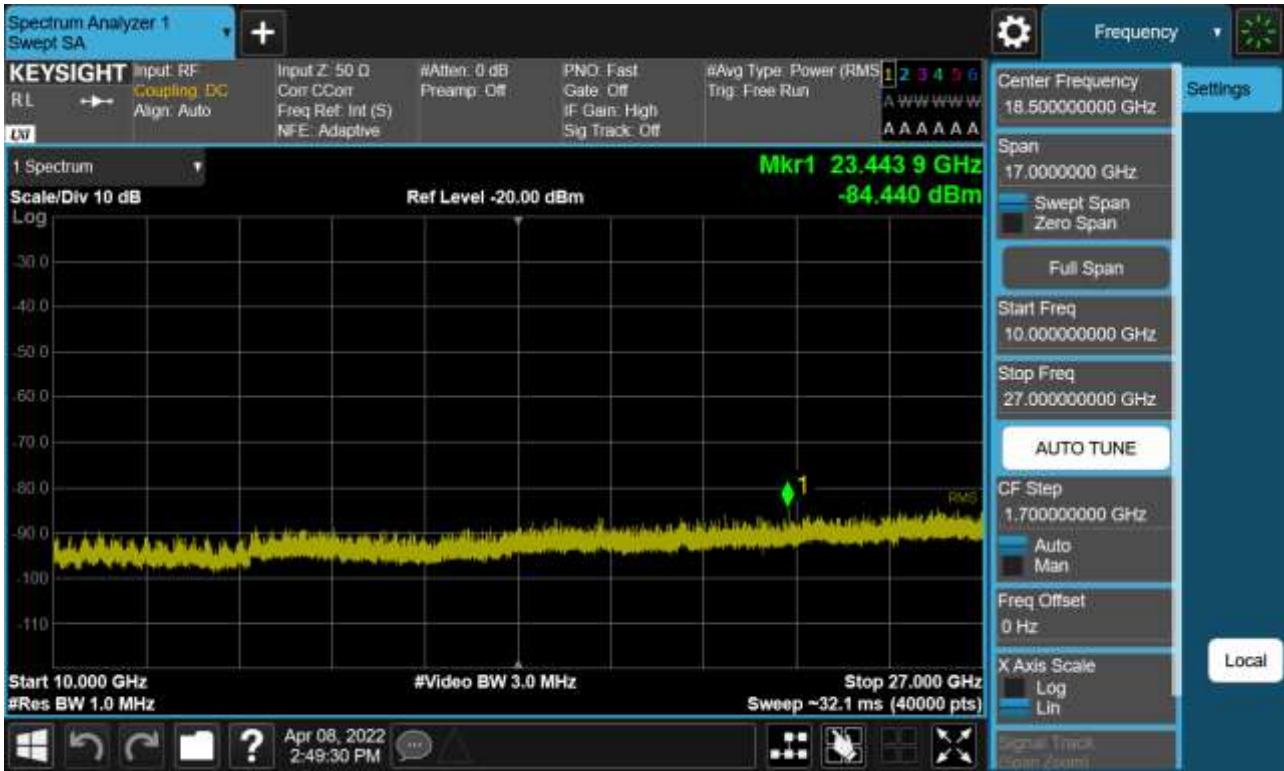 Spectrum Analyzer 1
Swept SA
+
Frequency
KEYSIGHT
RL
LXI
Input: RF
Coupling: DC
Align: Auto
Input Z: 50 Ω
Corr CCorr
Freq Ref: Int (S)
NFE: Adaptive
#Atten: 0 dB
Preamp: Off
PNO: Fast
Gate: Off
IF Gain: High
Sig Track: Off
#Avg Type: Power (RMS
Trig: Free Run
1 2 3 4 5 6
A W W W W W
A A A A A A
1 Spectrum
Mkr1 23.443 9 GHz
Scale/Div 10 dB
Ref Level -20.00 dBm
-84.440 dBm
Log
-30.0
-40.0
-50.0
-60.0
-70.0
-80.0
-90.0
-100
-110
1
RMS
Start 10.000 GHz
#Video BW 3.0 MHz
Stop 27.000 GHz
#Res BW 1.0 MHz
Sweep ~32.1 ms (40000 pts)
?
Apr 08, 2022
2:49:30 PM
Center Frequency
18.500000000 GHz
Span
17.0000000 GHz
Swept Span
Zero Span
Full Span
Start Freq
10.000000000 GHz
Stop Freq
27.000000000 GHz
AUTO TUNE
CF Step
1.700000000 GHz
Auto
Man
Freq Offset
0 Hz
X Axis Scale
Log
Lin
Signal Track
(Span Zoom)
Settings
Local